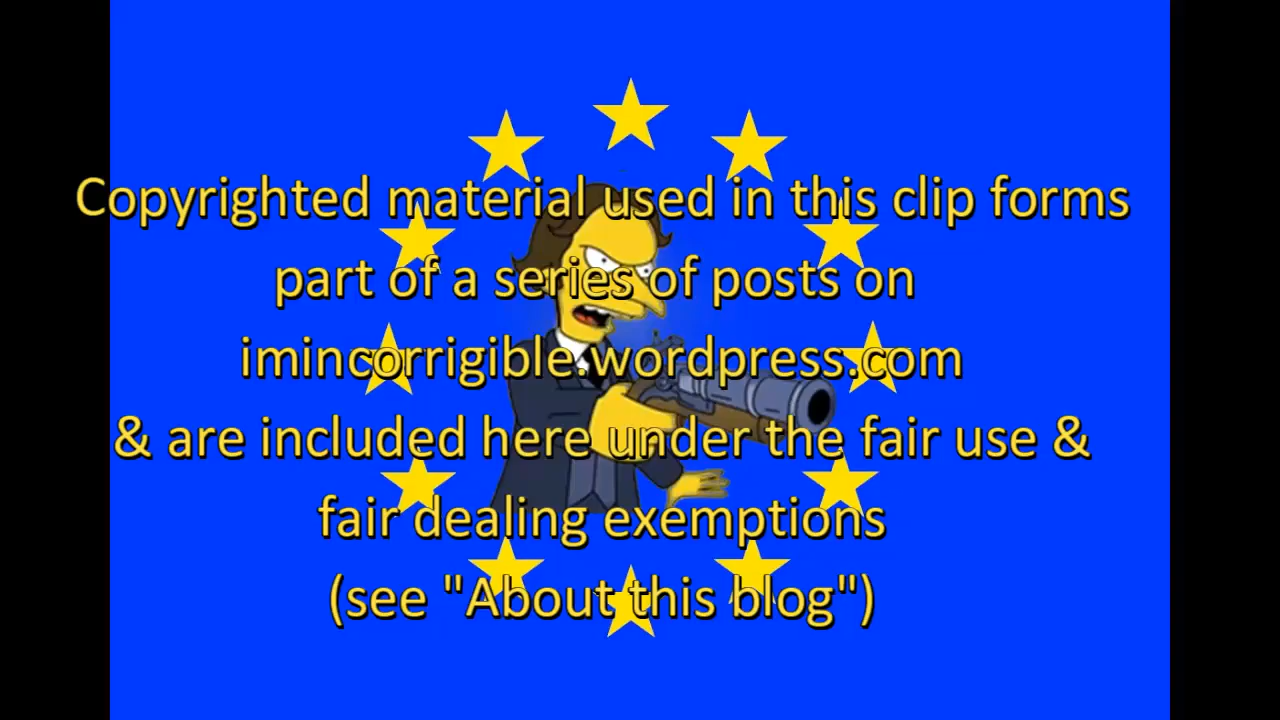 Copyrighted material used in this clip forms
part of a series of posts on
imincorrigible.wordpress.com
& are included here under the fair use &
fair dealing exemptions
(see "About this blog")